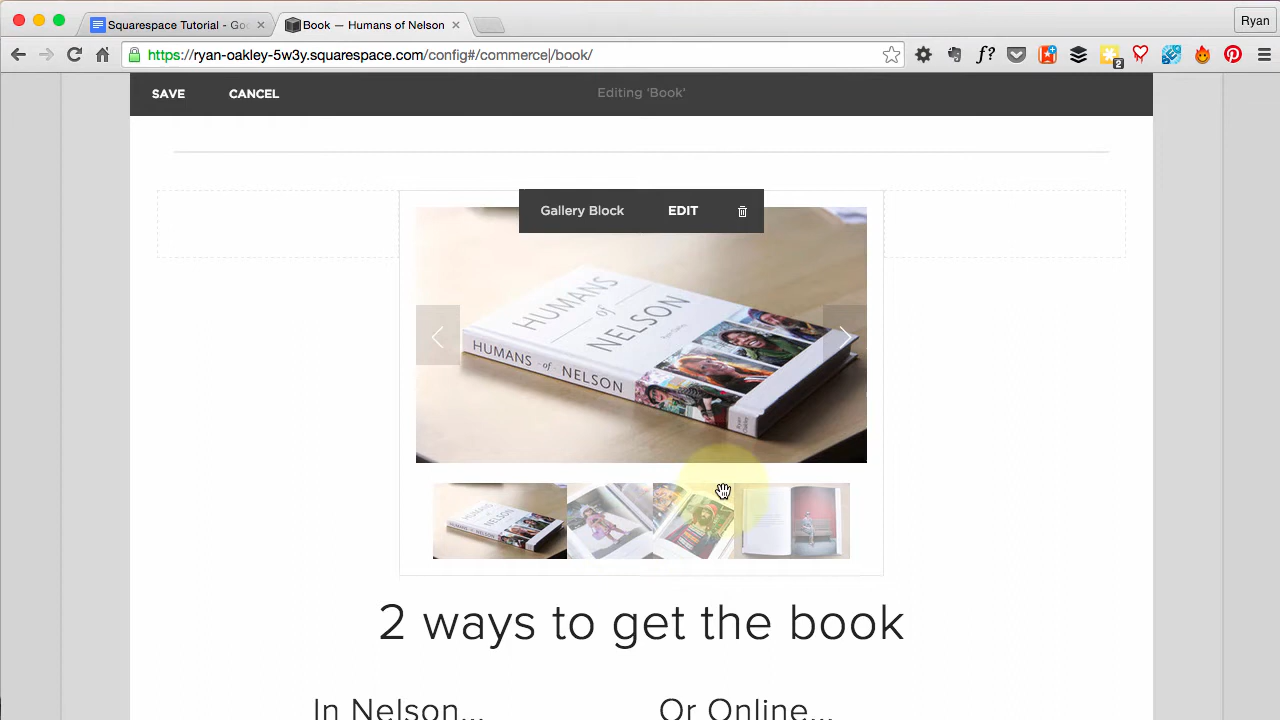 Squarespace Tutorial - Goo
Book — Humans of Nelson
Ryan
https://ryan-oakley-5w3y.squarespace.com/config#/commerce|/book/
f?
2
SAVE
CANCEL
Editing 'Book'
Gallery Block
EDIT
HUMANS
of
NELSON
HUMANS of NELSON
2 ways to get the book
In Nelson...
Or Online...